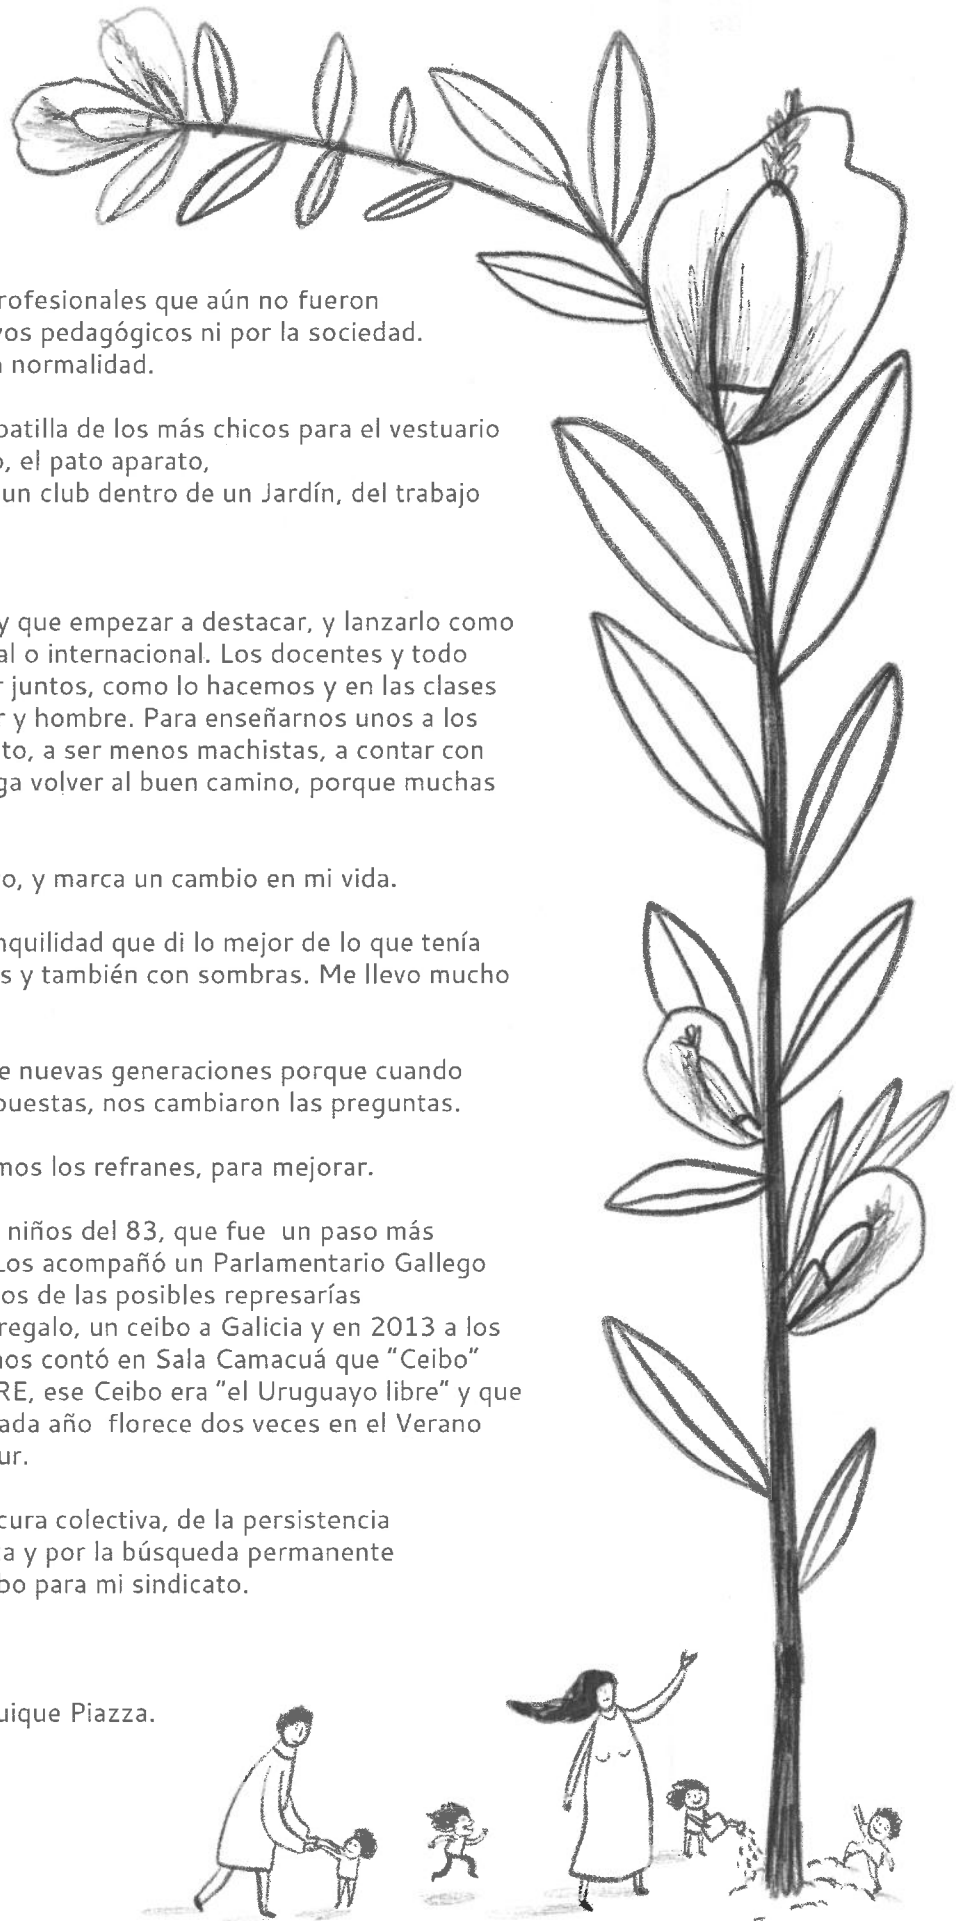 rofesionales que aún no fueron
vos pedagógicos ni por la sociedad.
normalidad.
patilla de los más chicos para el vestuario
o, el pato aparato,
un club dentro de un Jardín, del trabajo
y que empezar a destacar, y lanzarlo como
al o internacional. Los docentes y todo
r juntos, como lo hacemos y en las clases
r y hombre. Para enseñarnos unos a los
to, a ser menos machistas, a contar con
ga volver al buen camino, porque muchas
o, y marca un cambio en mi vida.
nquilidad que di lo mejor de lo que tenía
s y también con sombras. Me llevo mucho
e nuevas generaciones porque cuando
puestas, nos cambiaron las preguntas.
mos los refranes, para mejorar.
niños del 83, que fue un paso más
Los acompañó un Parlamentario Gallego
os de las posibles represarías
regalo, un ceibo a Galicia y en 2013 a los
nos contó en Sala Camacuá que "Ceibo"
RE, ese Ceibo era "el Uruguayo libre" y que
ada año florece dos veces en el Verano
ur.
cura colectiva, de la persistencia
a y por la búsqueda permanente
bo para mi sindicato.
uique Piazza.